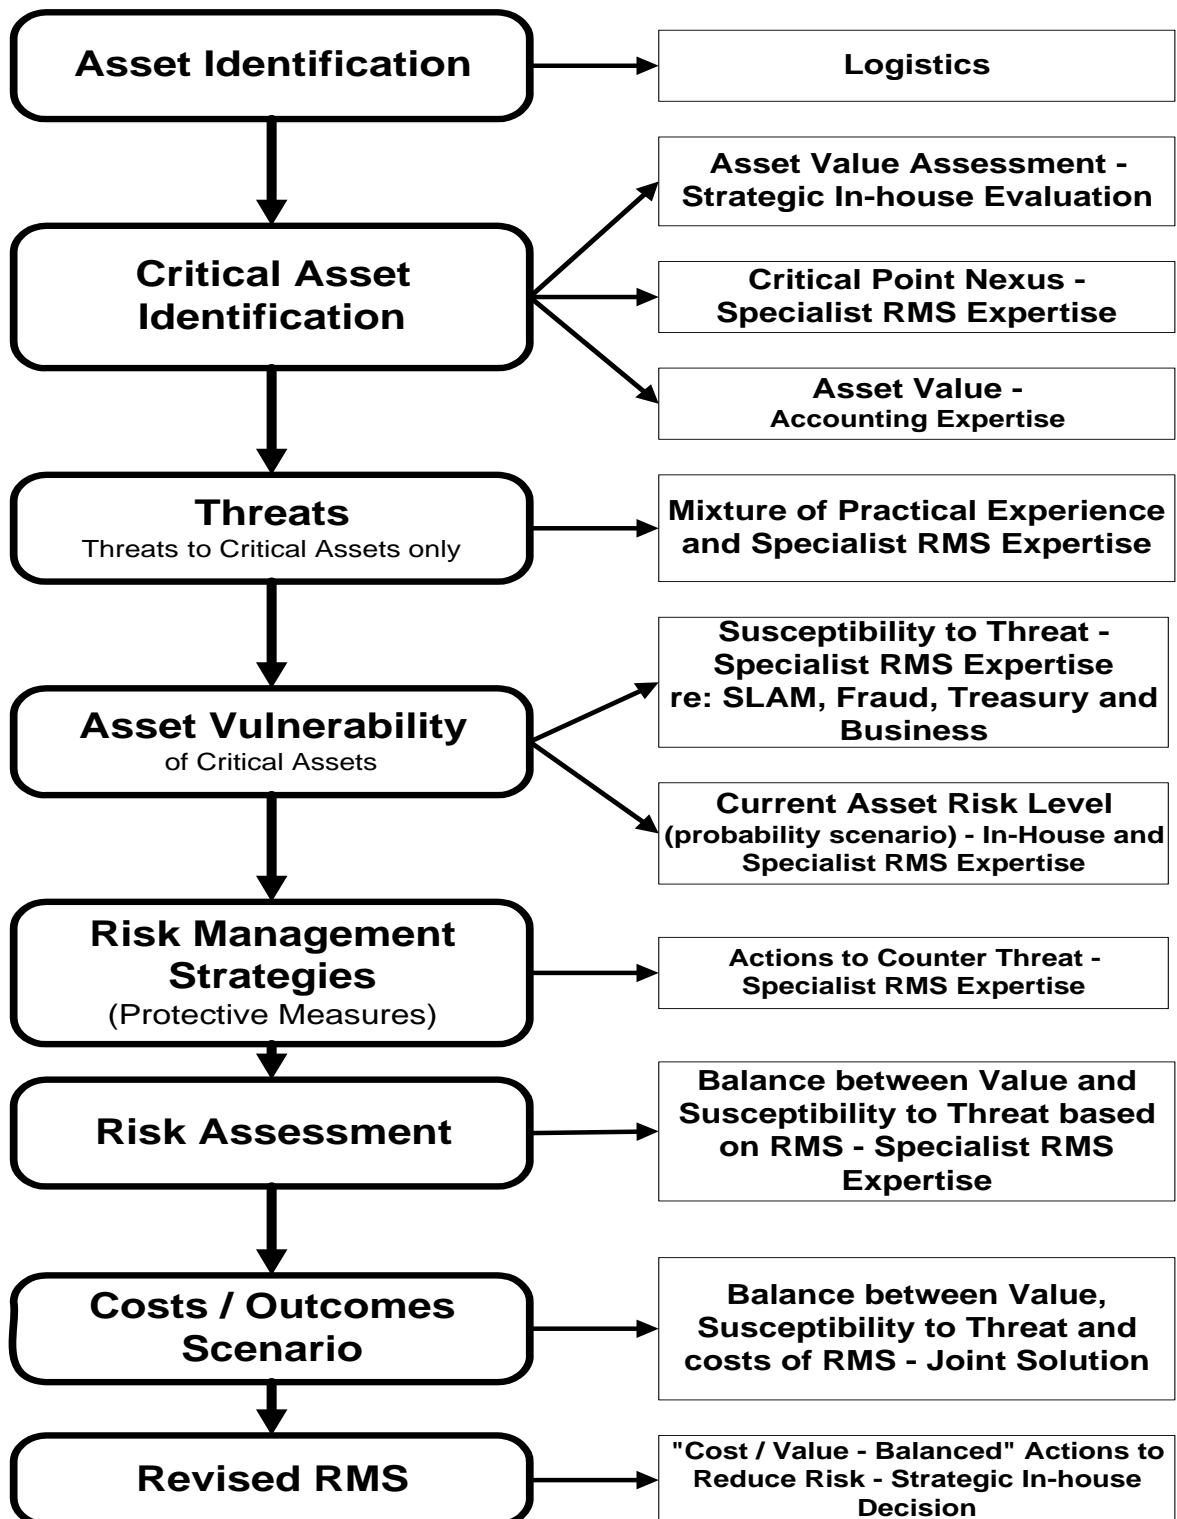 Asset Identification
Logistics
Asset Value Assessment -
Strategic In-house Evaluation
Critical Asset
Identification
Critical Point Nexus -
Specialist RMS Expertise
Asset Value -
Accounting Expertise
Threats
Threats to Critical Assets only
Mixture of Practical Experience
and Specialist RMS Expertise
Asset Vulnerability
of Critical Assets
Susceptibility to Threat -
Specialist RMS Expertise
re: SLAM, Fraud, Treasury and
Business
Current Asset Risk Level
(probability scenario) - In-House and
Specialist RMS Expertise
Risk Management
Strategies
(Protective Measures)
Actions to Counter Threat -
Specialist RMS Expertise
Risk Assessment
Balance between Value and
Susceptibility to Threat based
on RMS - Specialist RMS
Expertise
Costs / Outcomes
Scenario
Balance between Value,
Susceptibility to Threat and
costs of RMS - Joint Solution
Revised RMS
"Cost / Value - Balanced" Actions to
Reduce Risk - Strategic In-house
Decision